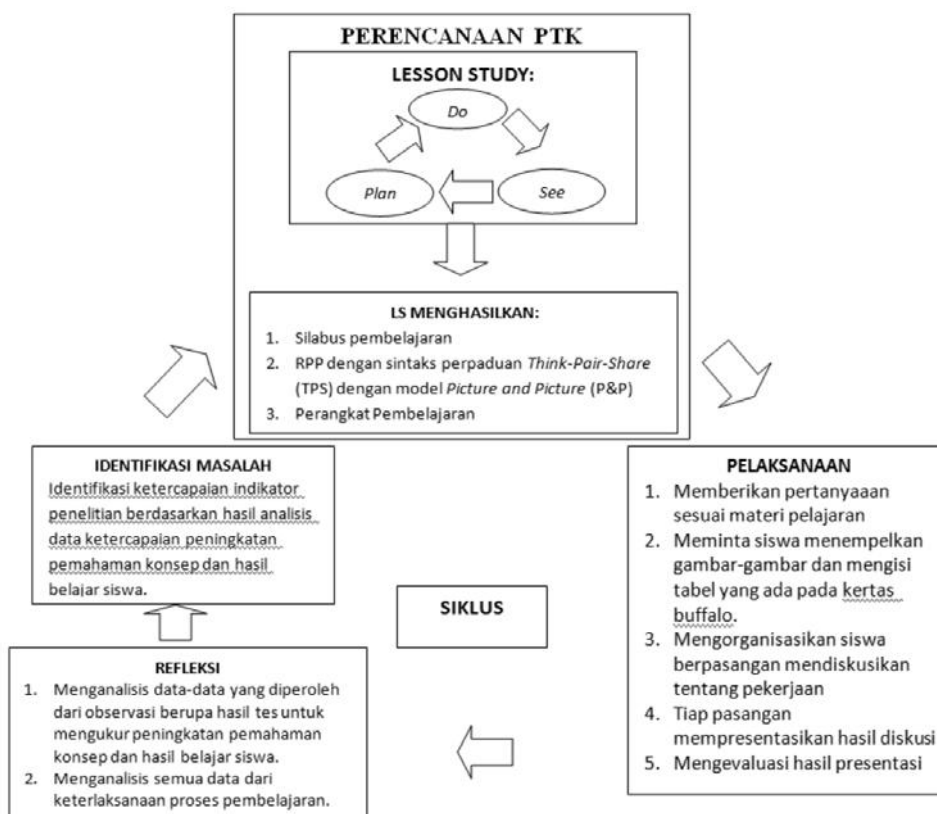 PERENCANAAN PTK
LESSON STUDY:
Do
Plan
See
LS MENGHASILKAN:
1. Silabus pembelajaran
2. RPP dengan sintaks perpaduan Think-Pair-Share
(TPS) dengan model Picture and Picture (P&P)
3. Perangkat Pembelajaran
IDENTIFIKASI MASALAH
Identifikasi ketercapaian indikator
penelitian berdasarkan hasil analisis
data ketercapaian peningkatan
pemahaman konsep dan hasil
belajar siswa.
PELAKSANAAN
1. Memberikan pertanyaaan
sesuai materi pelajaran
2. Meminta siswa menempelkan
gambar-gambar dan mengisi
tabel yang ada pada kertas
buffalo.
3. Mengorganisasikan siswa
berpasangan mendiskusikan
tentang pekerjaan
4. Tiap pasangan
mempresentasikan hasil diskusi
5. Mengevaluasi hasil presentasi
SIKLUS
REFLEKSI
1. Menganalisis data-data yang diperoleh
dari observasi berupa hasil tes untuk
mengukur peningkatan pemahaman
konsep dan hasil belajar siswa.
2. Menganalisis semua data dari
keterlaksanaan proses pembelajaran.